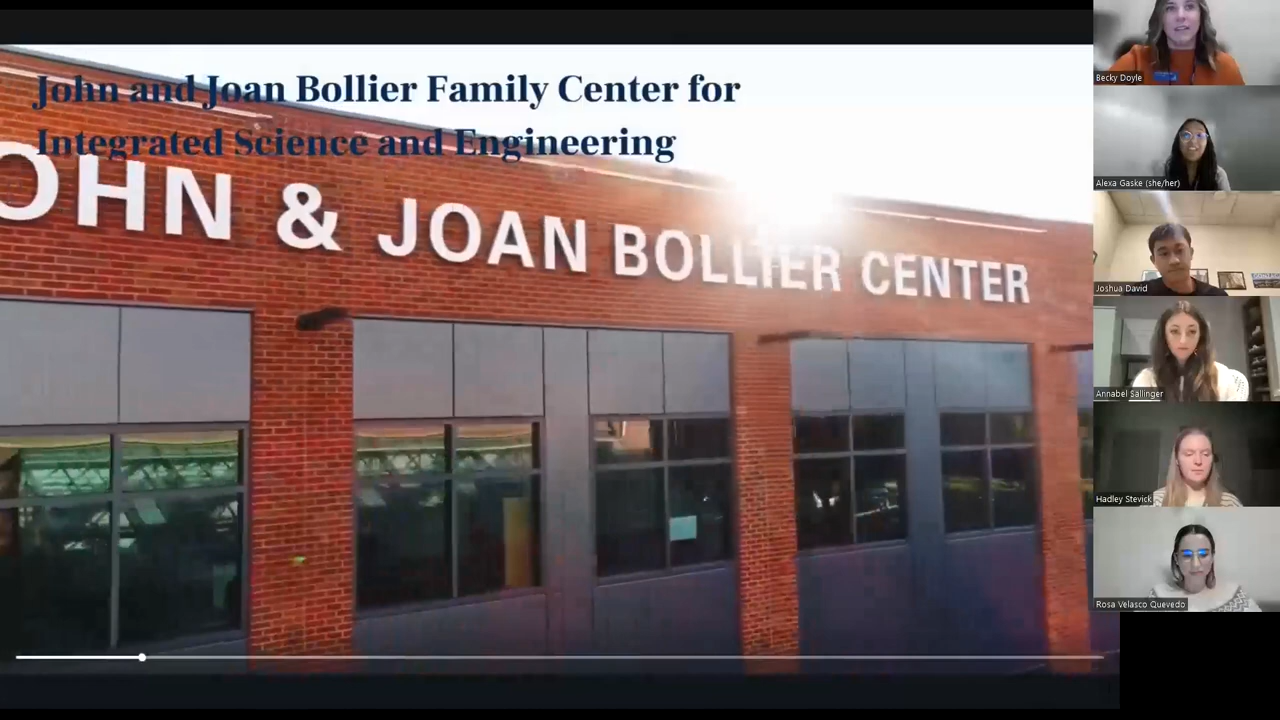 John and Joan Bollier Family Center for
Integrated Science and Engineering
OHN & JOAN BOLLIER CENTER
Becky Doyle
Alexa Gaske (she/her)
Joshua David
Annabel Sallinger
Hadley Stevick
Rosa Velasco Quevedo